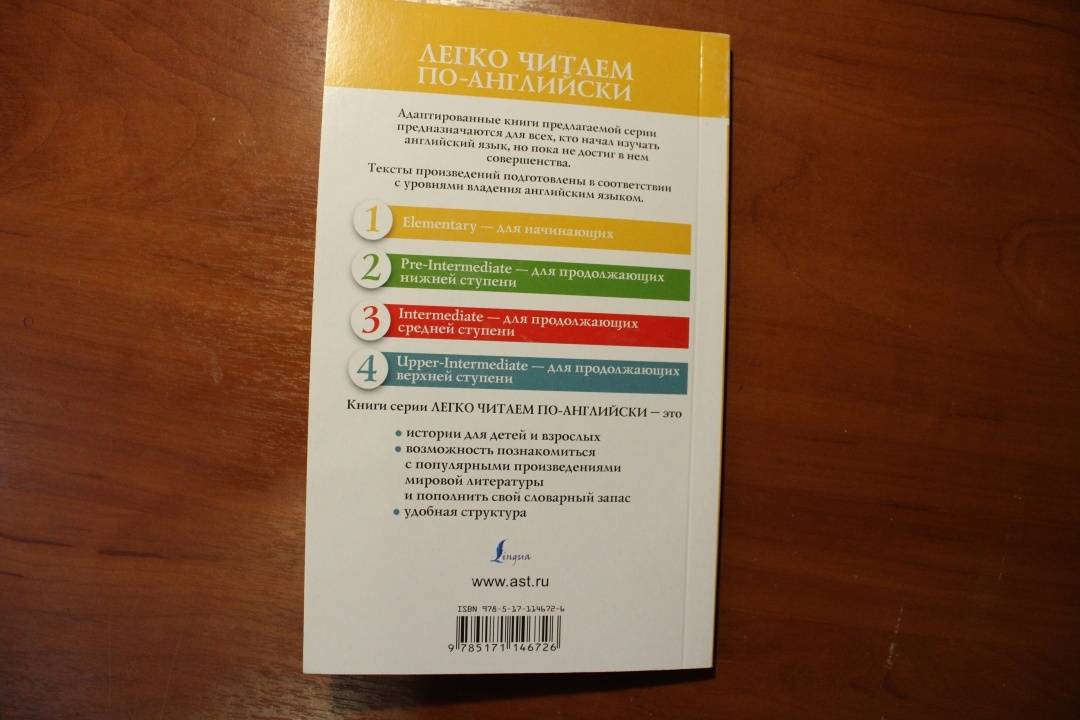 ЛЕГКО ЧИТАЕМ
ПО-АНГЛИЙСКИ
Адаптированные книги предлагаемой серии
предназначаются для всех, кто начал изучать
английский язык, но пока не достиг в нем
совершенства.
Тексты произведений подготовлены в соответствии
с уровнями владения английским языком.
1 Elementary — для начинающих
2 Pre-Intermediate — для продолжающих
нижней ступени
3 Intermediate — для продолжающих
средней ступени
4 Upper-Intermediate — для продолжающих
верхней ступени
Книги серии ЛЕГКО ЧИТАЕМ ПО-АНГЛИЙСКИ — это
• истории для детей и взрослых
• возможность познакомиться
с популярными произведениями
мировой литературы
и пополнить свой словарный запас
• удобная структура
Lingua
www.ast.ru
ISBN 978-5-17-114672-6
9 785171 146726